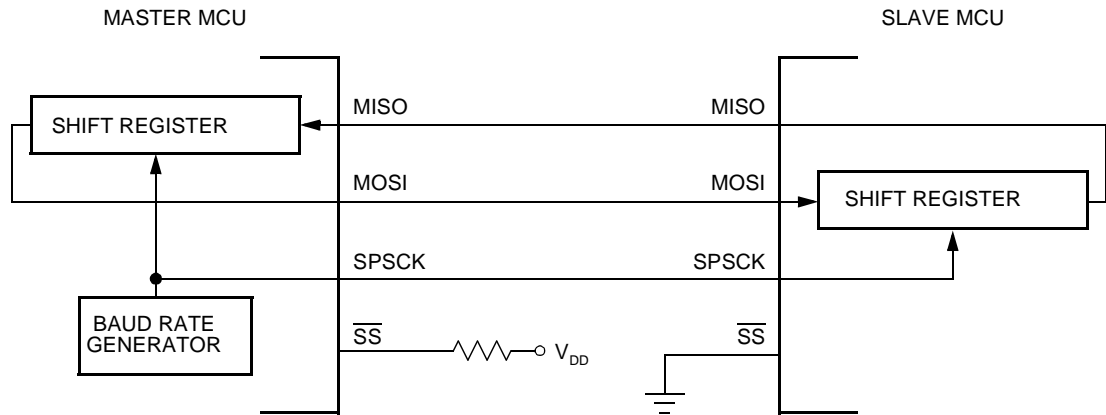 MASTER MCU
SLAVE MCU
SHIFT REGISTER
MISO
MISO
MOSI
MOSI
SHIFT REGISTER
SPSCK
SPSCK
BAUD RATE
GENERATOR
SS
VDD
SS